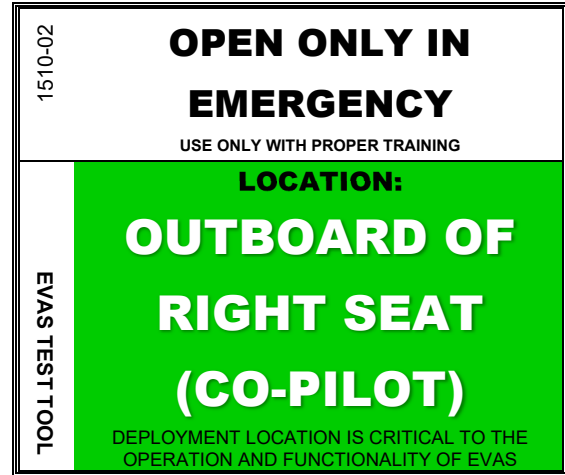 1510-02
OPEN ONLY IN
EMERGENCY
USE ONLY WITH PROPER TRAINING
EVAS TEST TOOL
LOCATION:
OUTBOARD OF
RIGHT SEAT
(CO-PILOT)
DEPLOYMENT LOCATION IS CRITICAL TO THE
OPERATION AND FUNCTIONALITY OF EVAS